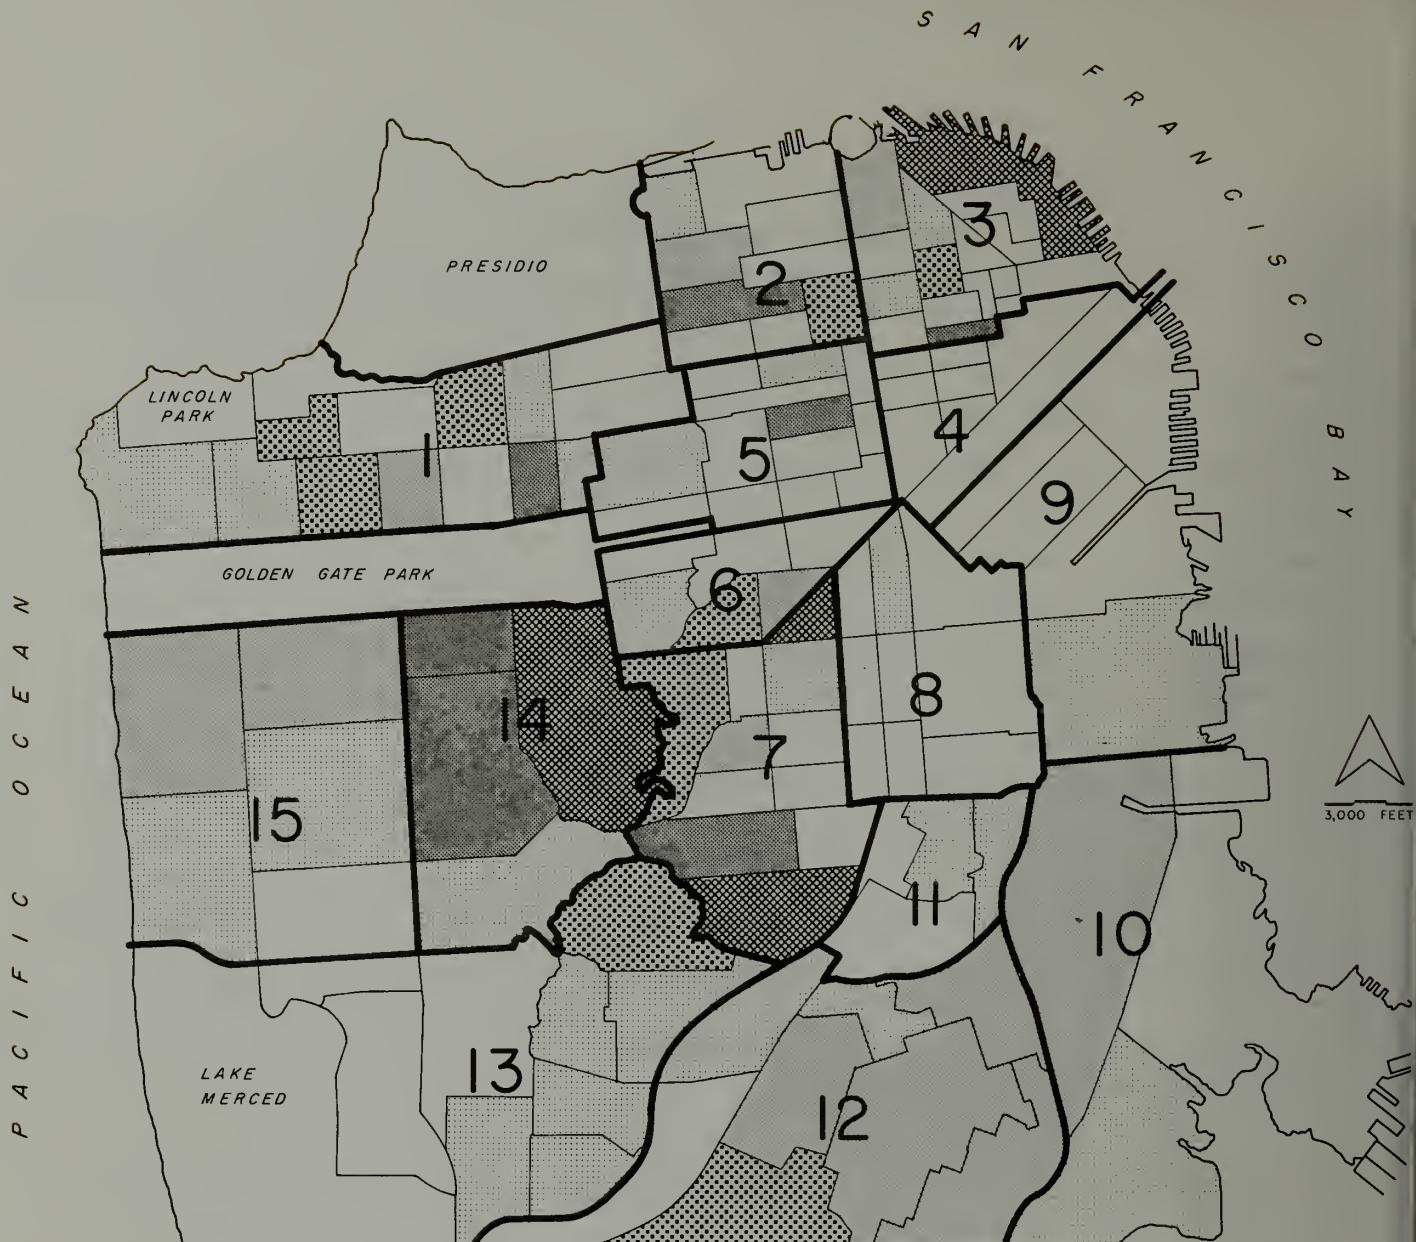 SAN FRANCISCO BAY
PRESIDIO
3
2
LINCOLN
PARK
1
5
4
9
GOLDEN GATE PARK
6
14
8
7
15
3,000 FEET
11
10
PACIFIC OCEAN
13
LAKE
MERCED
12